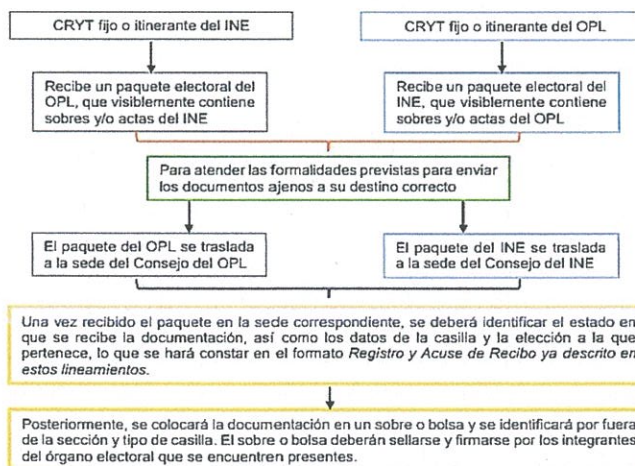 CRYT fijo o itinerante del INE
CRYT fijo o itinerante del OPL
Recibe un paquete electoral del
OPL, que visiblemente contiene
sobres y/o actas del INE
Recibe un paquete electoral del
INE, que visiblemente contiene
sobres y/o actas del OPL
Para atender las formalidades previstas para enviar
los documentos ajenos a su destino correcto
El paquete del OPL se traslada
a la sede del Consejo del OPL
El paquete del INE se traslada
a la sede del Consejo del INE
Una vez recibido el paquete en la sede correspondiente, se deberá identificar el estado en
que se recibe la documentación, así como los datos de la casilla y la elección a la que
pertenece, lo que se hará constar en el formato Registro y Acuse de Recibo ya descrito en
estos lineamientos.
Posteriormente, se colocará la documentación en un sobre o bolsa y se identificará por fuera
de la sección y tipo de casilla. El sobre o bolsa deberán sellarse y firmarse por los integrantes
del órgano electoral que se encuentren presentes.